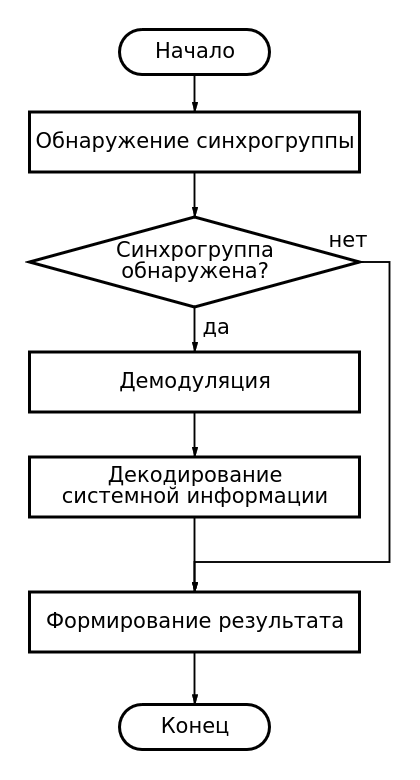 Начало
Обнаружение синхрогруппы
Синхрогруппа
обнаружена?
нет
да
Демодуляция
Декодирование
системной информации
Формирование результата
Конец